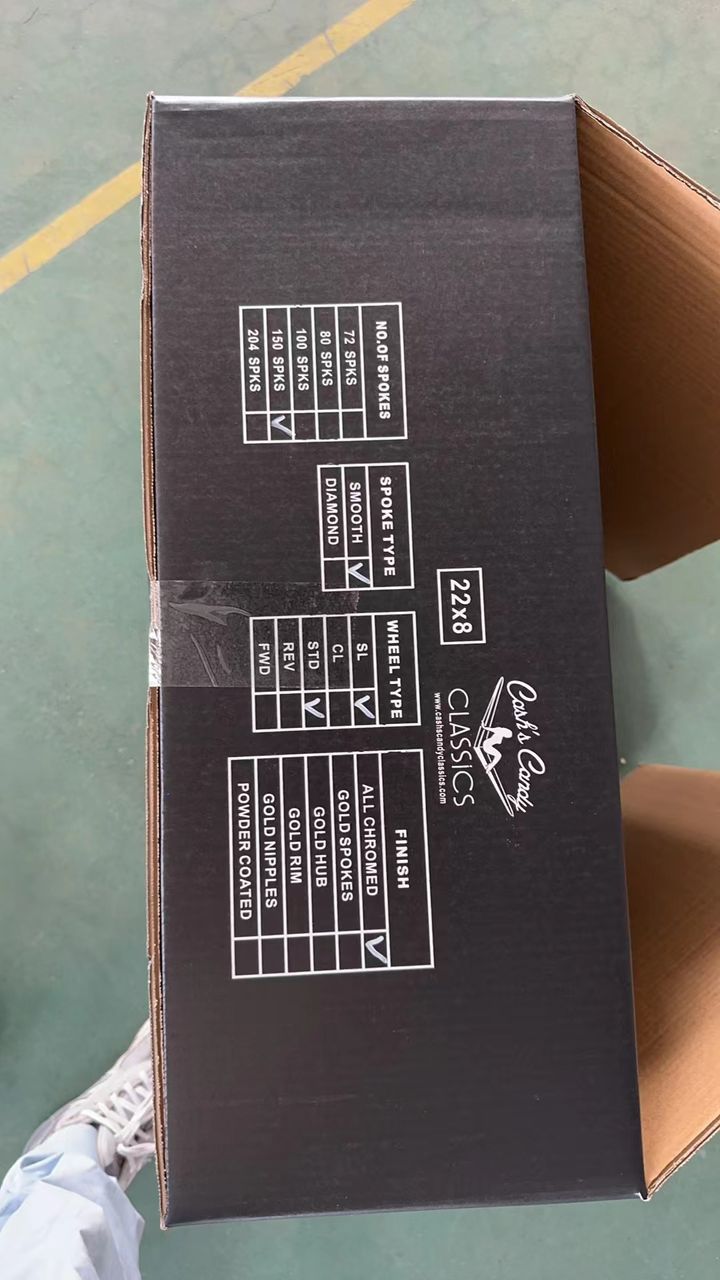 Cash's Candy
CLASSICS
www.cashscandyclassics.com
22x8
NO.OF SPOKES
72 SPKS
80 SPKS
100 SPKS
150 SPKS ✓
204 SPKS
SPOKE TYPE
SMOOTH ✓
DIAMOND
WHEEL TYPE
SL ✓
CL
STD ✓
REV
FWD
FINISH
ALL CHROMED ✓
GOLD SPOKES
GOLD HUB
GOLD RIM
GOLD NIPPLES
POWDER COATED